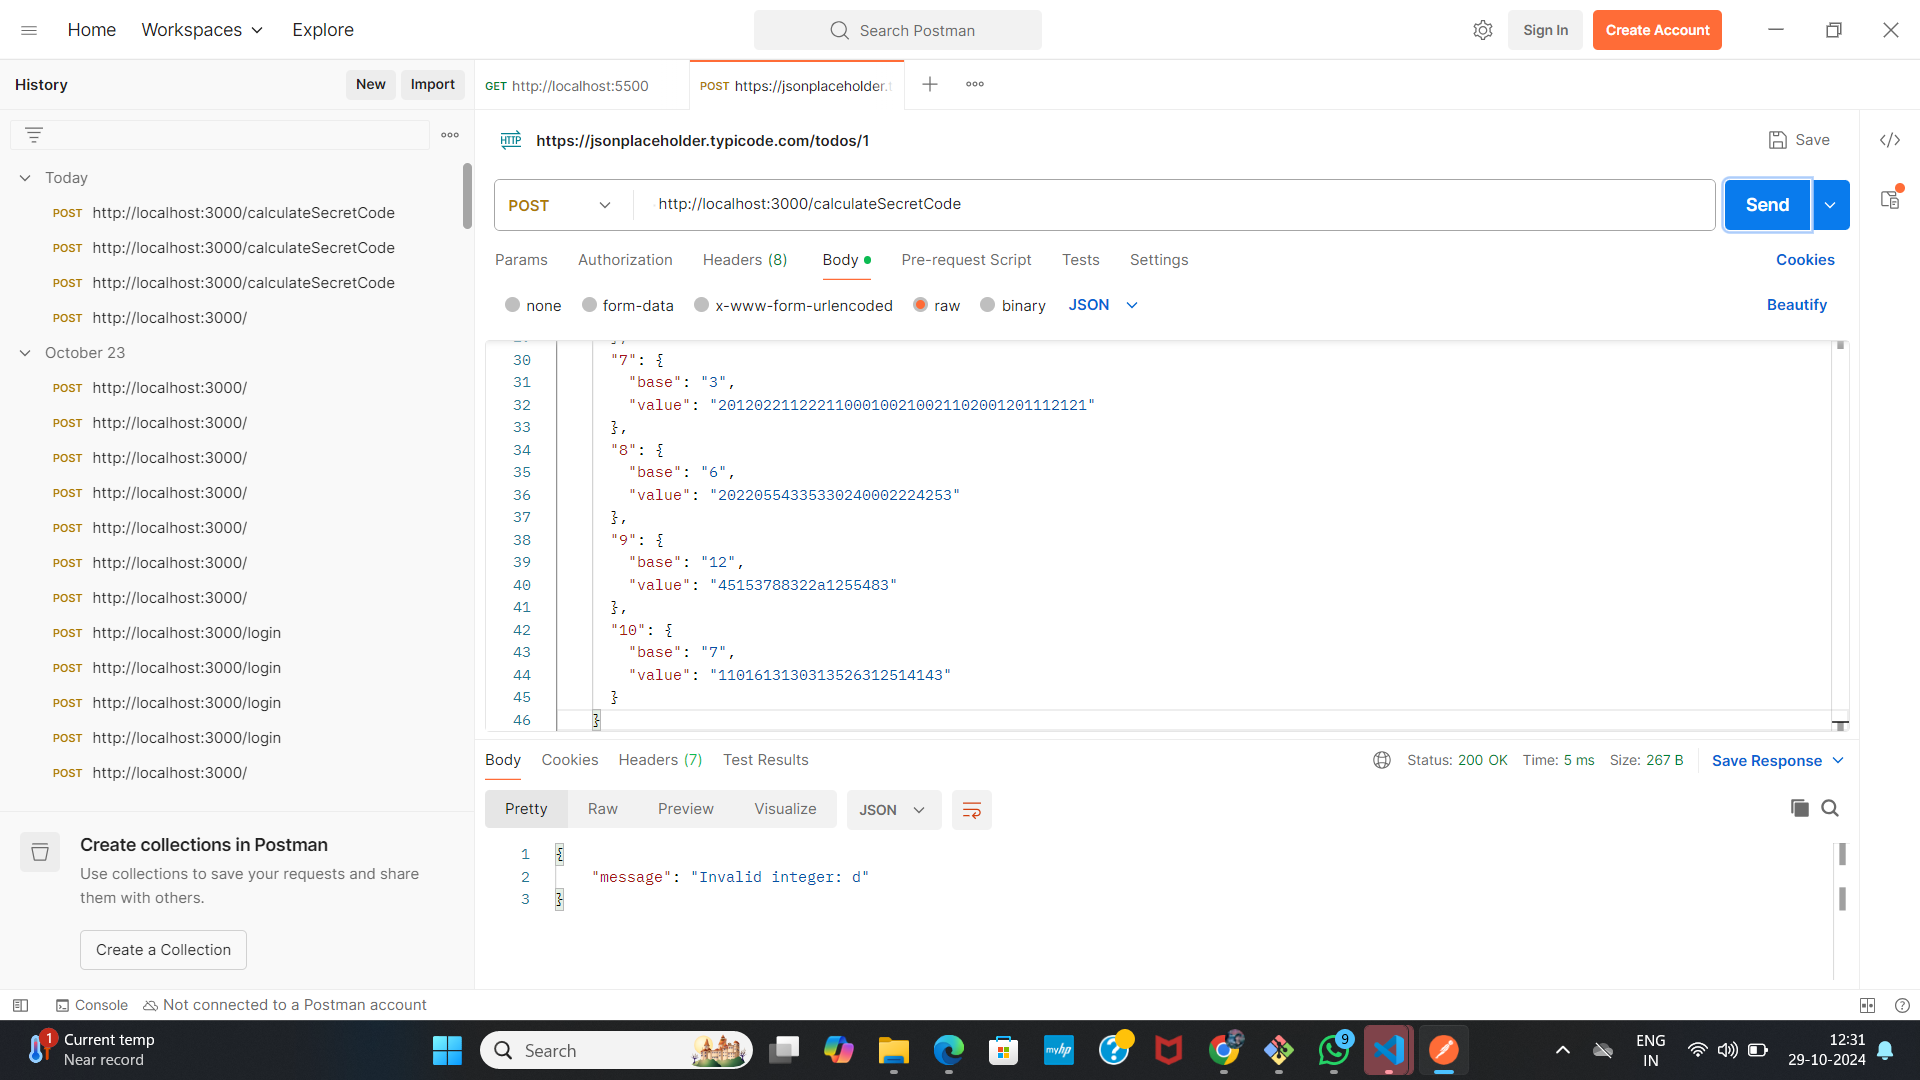 Home
Workspaces
Explore
Search Postman
Sign In
Create Account
History
New
Import
GET http://localhost:5500
POST https://jsonplaceholder.t
Today
POST http://localhost:3000/calculateSecretCode
POST http://localhost:3000/calculateSecretCode
POST http://localhost:3000/calculateSecretCode
POST http://localhost:3000/
October 23
POST http://localhost:3000/
POST http://localhost:3000/
POST http://localhost:3000/
POST http://localhost:3000/
POST http://localhost:3000/
POST http://localhost:3000/
POST http://localhost:3000/
POST http://localhost:3000/login
POST http://localhost:3000/login
POST http://localhost:3000/login
POST http://localhost:3000/login
POST http://localhost:3000/
Create collections in Postman
Use collections to save your requests and share
them with others.
Create a Collection
HTTP https://jsonplaceholder.typicode.com/todos/1
Save
POST http://localhost:3000/calculateSecretCode
Send
Params Authorization Headers (8) Body Pre-request Script Tests Settings
Cookies
none form-data x-www-form-urlencoded raw binary JSON
Beautify
30 "7": {
31 "base": "3",
32 "value": "2012022112221100010021002110200120111​2121"
33 },
34 "8": {
35 "base": "6",
36 "value": "20220554335330240002224253"
37 },
38 "9": {
39 "base": "12",
40 "value": "45153788322a1255483"
41 },
42 "10": {
43 "base": "7",
44 "value": "1101613130313526312514143"
45 }
46 }
Body Cookies Headers (7) Test Results
Status: 200 OK Time: 5 ms Size: 267 B Save Response
Pretty Raw Preview Visualize JSON
1 {
2 "message": "Invalid integer: d"
3 }
Console
Not connected to a Postman account
1
Current temp
Near record
Search
myhp
9
ENG
IN
12:31
29-10-2024